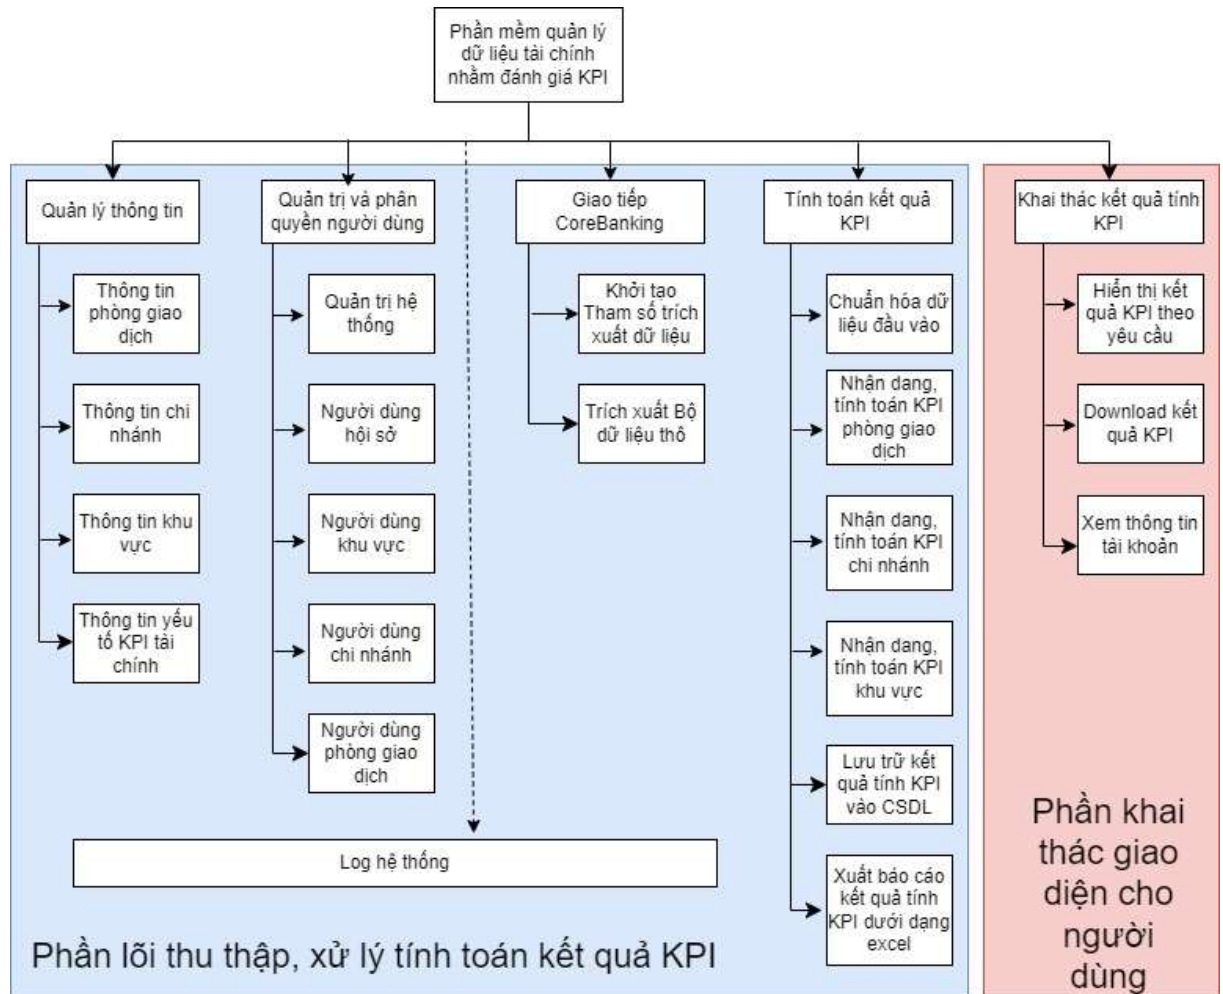 Phần mềm quản lý
dữ liệu tài chính
nhằm đánh giá KPI
Quản lý thông tin
Thông tin
phòng giao
dịch
Thông tin chi
nhánh
Thông tin khu
vực
Thông tin yếu
tố KPI tài
chính
Quản trị và phân
quyền người dùng
Quản trị hệ
thống
Người dùng
hội sở
Người dùng
khu vực
Người dùng
chi nhánh
Người dùng
phòng giao
dịch
Giao tiếp
CoreBanking
Khởi tạo
Tham số trích
xuất dữ liệu
Trích xuất Bộ
dữ liệu thô
Tính toán kết quả
KPI
Chuẩn hóa dữ
liệu đầu vào
Nhận dang,
tính toán KPI
phòng giao
dịch
Nhận dang,
tính toán KPI
chi nhánh
Nhận dang,
tính toán KPI
khu vực
Lưu trữ kết
quả tính KPI
vào CSDL
Xuất báo cáo
kết quả tính
KPI dưới dạng
excel
Log hệ thống
Phần lõi thu thập, xử lý tính toán kết quả KPI
Khai thác kết quả tính
KPI
Hiển thị kết
quả KPI theo
yêu cầu
Download kết
quả KPI
Xem thông tin
tài khoản
Phần khai
thác giao
diện cho
người
dùng